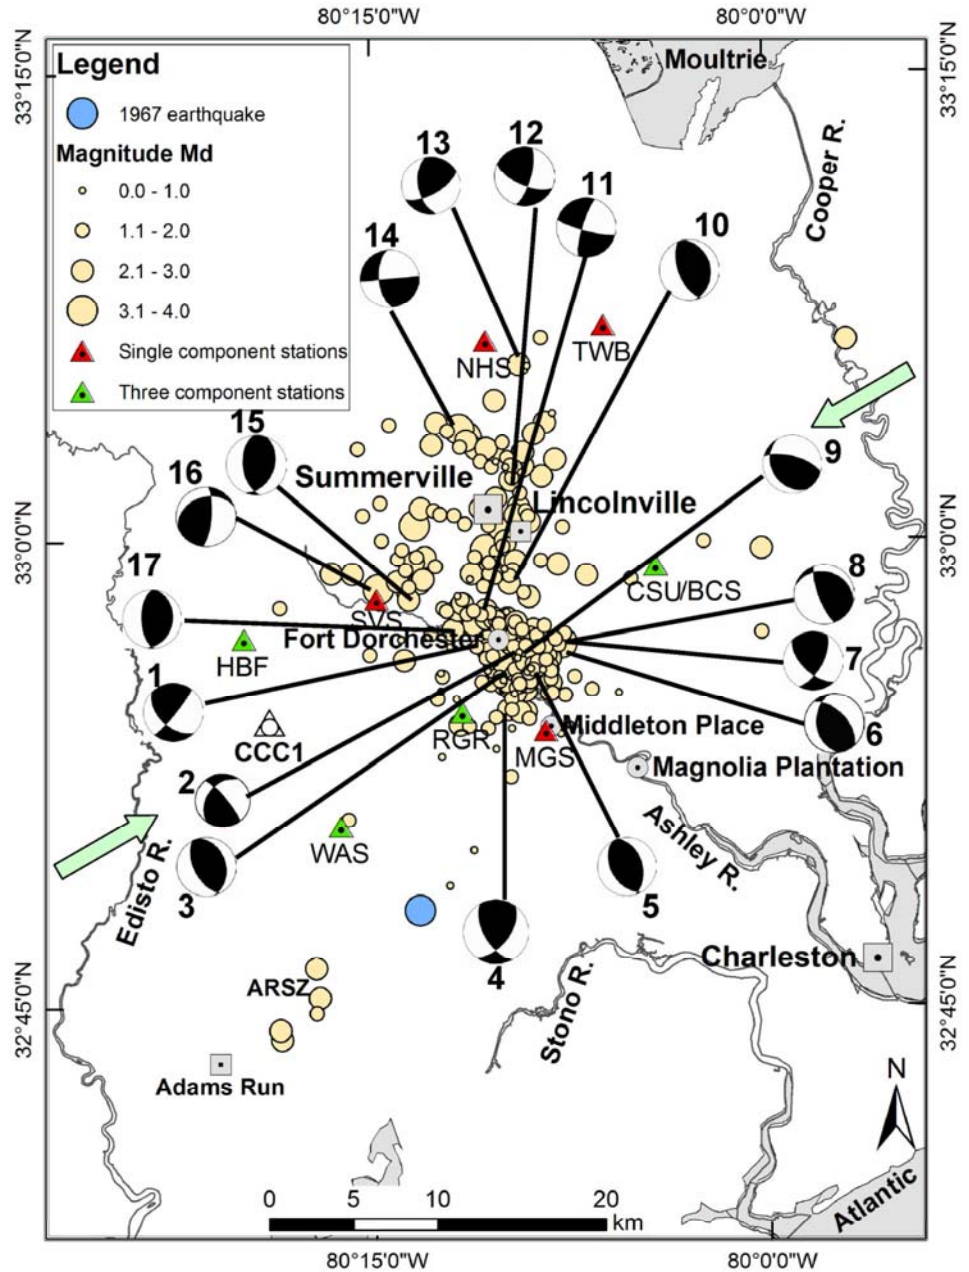 80°15'0"W 80°0'0"W
33°15'0"N
33°15'0"N
Legend
1967 earthquake
Magnitude Md
0.0 - 1.0
1.1 - 2.0
2.1 - 3.0
3.1 - 4.0
Single component stations
Three component stations
Moultrie
Cooper R.
13
12
11
10
14
NHS
TWB
15
16
Summerville
Lincolnville
9
33°0'0"N
33°0'0"N
17
SVS
CSU/BCS
8
Fort Dorchester
HBF
7
1
CCC1
RGR
MGS
Middleton Place
6
Magnolia Plantation
2
WAS
Ashley R.
Edisto R.
3
5
4
Charleston
ARSZ
Stono R.
32°45'0"N
32°45'0"N
Adams Run
N
0 5 10 20
km
Atlantic
80°15'0"W 80°0'0"W